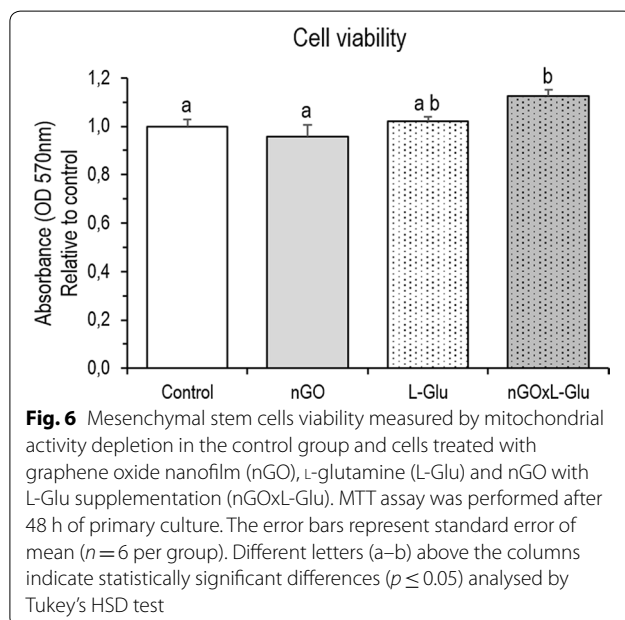 Cell viability
Absorbance (OD 570nm)
Relative to control
1,2
1,0
0,8
0,6
0,4
0,2
0,0
a
a
a b
b
Control nGO L-Glu nGOxL-Glu
Fig. 6 Mesenchymal stem cells viability measured by mitochondrial
activity depletion in the control group and cells treated with
graphene oxide nanofilm (nGO), L-glutamine (L-Glu) and nGO with
L-Glu supplementation (nGOxL-Glu). MTT assay was performed after
48 h of primary culture. The error bars represent standard error of
mean (n = 6 per group). Different letters (a–b) above the columns
indicate statistically significant differences (p ≤ 0.05) analysed by
Tukey's HSD test